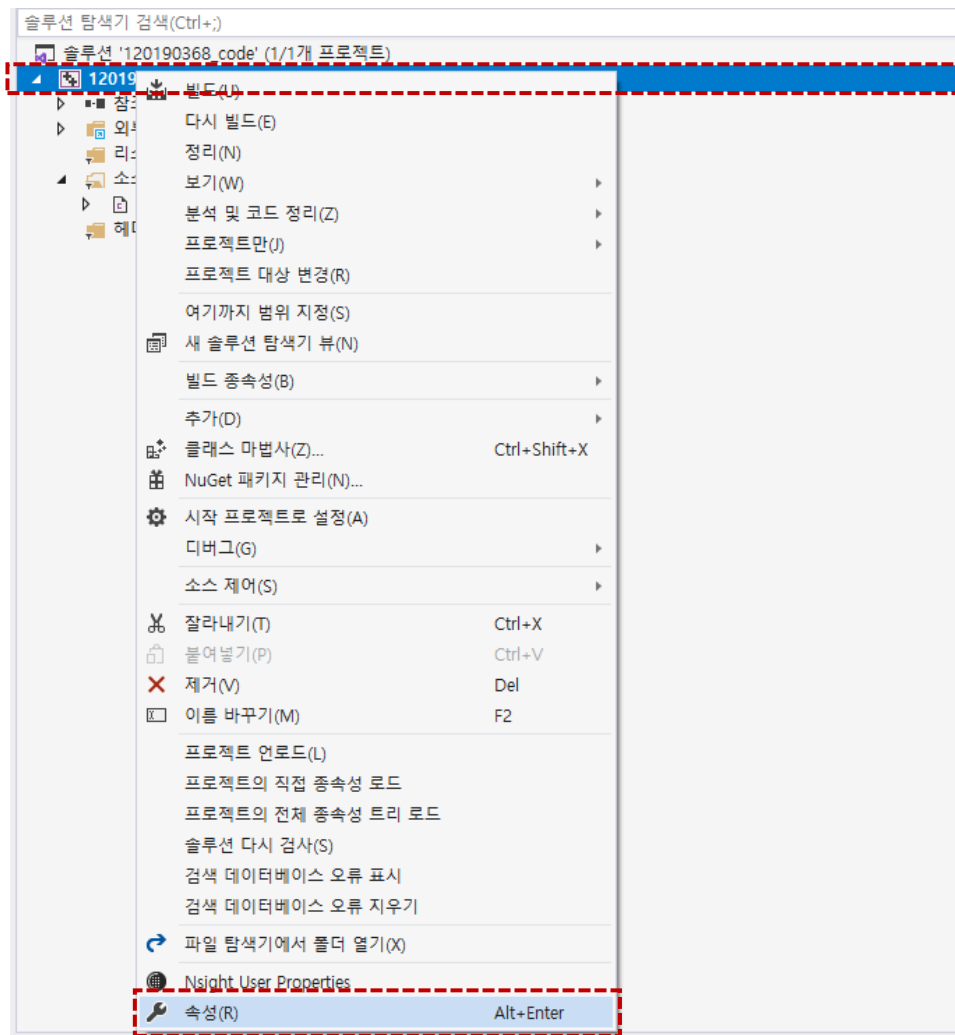 솔루션 탐색기 검색(Ctrl+;)
솔루션 '120190368_code' (1/1개 프로젝트)
12019
빌드(U)
다시 빌드(E)
정리(N)
보기(W)
분석 및 코드 정리(Z)
프로젝트만(J)
프로젝트 대상 변경(R)
여기까지 범위 지정(S)
새 솔루션 탐색기 뷰(N)
빌드 종속성(B)
추가(D)
클래스 마법사(Z)... Ctrl+Shift+X
NuGet 패키지 관리(N)...
시작 프로젝트로 설정(A)
디버그(G)
소스 제어(S)
잘라내기(T) Ctrl+X
붙여넣기(P) Ctrl+V
제거(V) Del
이름 바꾸기(M) F2
프로젝트 언로드(L)
프로젝트의 직접 종속성 로드
프로젝트의 전체 종속성 트리 로드
솔루션 다시 검사(S)
검색 데이터베이스 오류 표시
검색 데이터베이스 오류 지우기
파일 탐색기에서 폴더 열기(X)
Nsight User Properties
속성(R) Alt+Enter